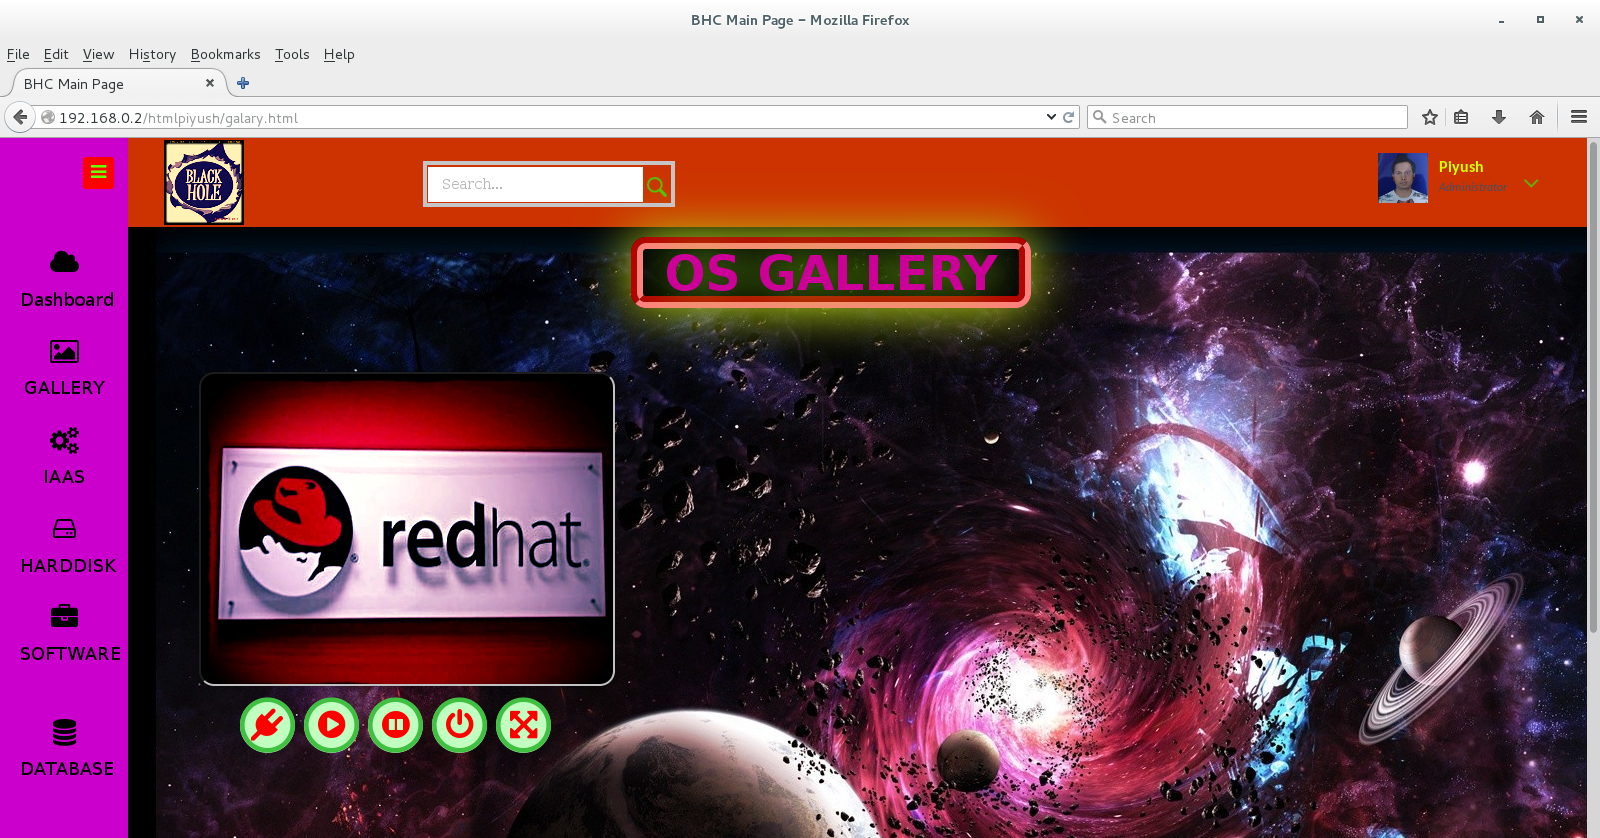 BHC Main Page - Mozilla Firefox
File Edit View History Bookmarks Tools Help
BHC Main Page
192.168.0.2/htmlpiyush/galary.html
Search
BLACK
HOLE
Search...
Piyush
Administrator
OS GALLERY
Dashboard
GALLERY
IAAS
HARDDISK
SOFTWARE
DATABASE
redhat.